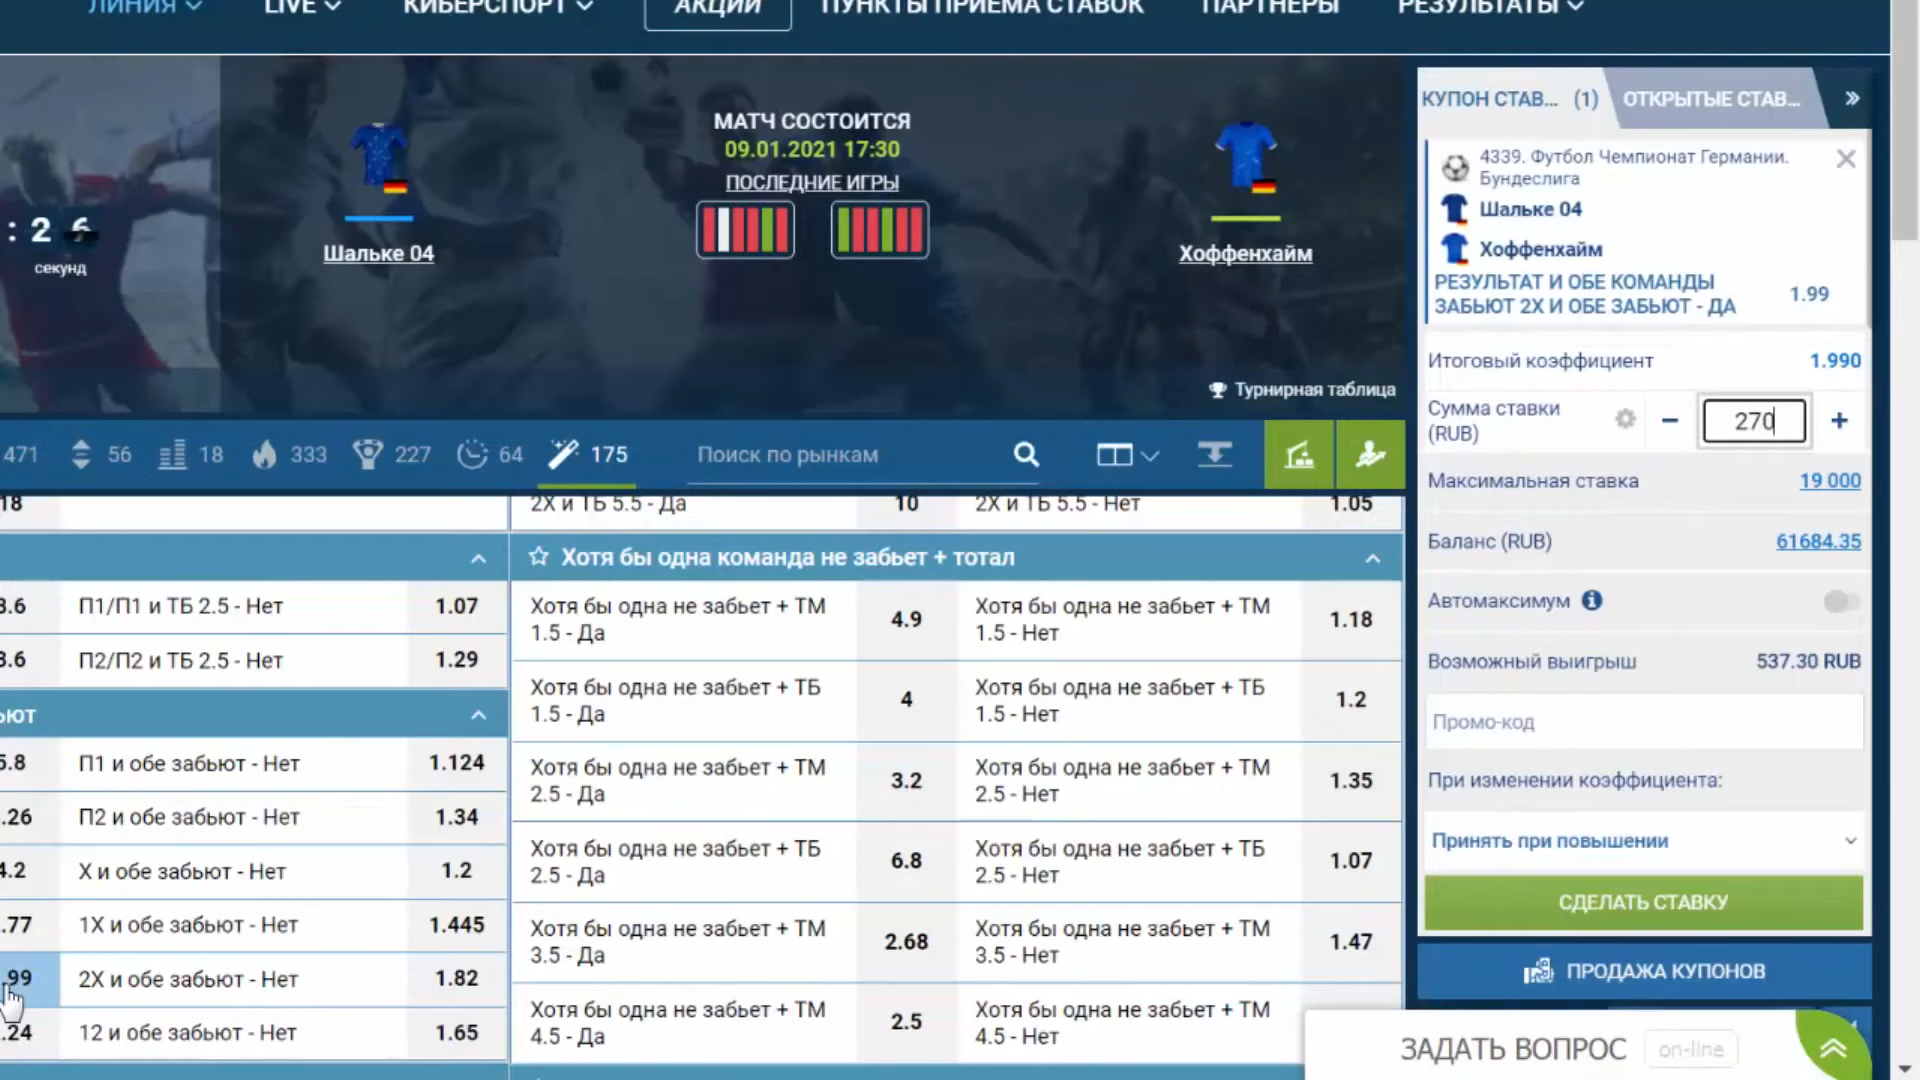 ЛИНИЯ
LIVE
КИБЕРСПОРТ
АКЦИИ
ПУНКТЫ ПРИЕМА СТАВОК
ПАРТНЕРЫ
РЕЗУЛЬТАТЫ
: 2
секунд
Шальке 04
МАТЧ СОСТОИТСЯ
09.01.2021 17:30
ПОСЛЕДНИЕ ИГРЫ
Хоффенхайм
Турнирная таблица
471
56
18
333
227
64
175
Поиск по рынкам
18
2Х и ТБ 5.5 - Да 10 2Х и ТБ 5.5 - Нет 1.05
3.6 П1/П1 и ТБ 2.5 - Нет 1.07
3.6 П2/П2 и ТБ 2.5 - Нет 1.29
ьют
5.8 П1 и обе забьют - Нет 1.124
.26 П2 и обе забьют - Нет 1.34
4.2 Х и обе забьют - Нет 1.2
.77 1Х и обе забьют - Нет 1.445
.99 2Х и обе забьют - Нет 1.82
.24 12 и обе забьют - Нет 1.65
Хотя бы одна команда не забьет + тотал
Хотя бы одна не забьет + ТМ 1.5 - Да 4.9 Хотя бы одна не забьет + ТМ 1.5 - Нет 1.18
Хотя бы одна не забьет + ТБ 1.5 - Да 4 Хотя бы одна не забьет + ТБ 1.5 - Нет 1.2
Хотя бы одна не забьет + ТМ 2.5 - Да 3.2 Хотя бы одна не забьет + ТМ 2.5 - Нет 1.35
Хотя бы одна не забьет + ТБ 2.5 - Да 6.8 Хотя бы одна не забьет + ТБ 2.5 - Нет 1.07
Хотя бы одна не забьет + ТМ 3.5 - Да 2.68 Хотя бы одна не забьет + ТМ 3.5 - Нет 1.47
Хотя бы одна не забьет + ТМ 4.5 - Да 2.5 Хотя бы одна не забьет + ТМ 4.5 - Нет
КУПОН СТАВ... (1)
ОТКРЫТЫЕ СТАВ...
4339. Футбол Чемпионат Германии.
Бундеслига
Шальке 04
Хоффенхайм
РЕЗУЛЬТАТ И ОБЕ КОМАНДЫ
ЗАБЬЮТ 2Х И ОБЕ ЗАБЬЮТ - ДА 1.99
Итоговый коэффициент 1.990
Сумма ставки
(RUB)
270
Максимальная ставка 19 000
Баланс (RUB) 61684.35
Автомаксимум
Возможный выигрыш 537.30 RUB
Промо-код
При изменении коэффициента:
Принять при повышении
СДЕЛАТЬ СТАВКУ
ПРОДАЖА КУПОНОВ
ЗАДАТЬ ВОПРОС
on-line